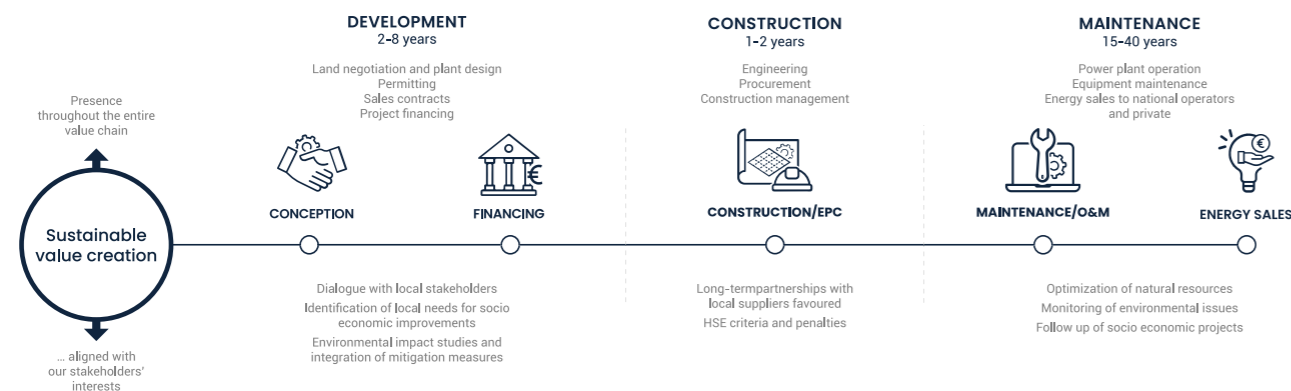 DEVELOPMENT
2-8 years
Land negotiation and plant design
Permitting
Sales contracts
Project financing
CONSTRUCTION
1-2 years
Engineering
Procurement
Construction management
MAINTENANCE
15-40 years
Power plant operation
Equipment maintenance
Energy sales to national operators
and private
Presence
throughout the entire
value chain
€
€
CONCEPTION
FINANCING
CONSTRUCTION/EPC
MAINTENANCE/O&M
ENERGY SALES
Sustainable
value creation
Dialogue with local stakeholders
Identification of local needs for socio
economic improvements
Environmental impact studies and
integration of mitigation measures
Long-termpartnerships with
local suppliers favoured
HSE criteria and penalties
Optimization of natural resources
Monitoring of environmental issues
Follow up of socio economic projects
... aligned with
our stakeholders'
interests